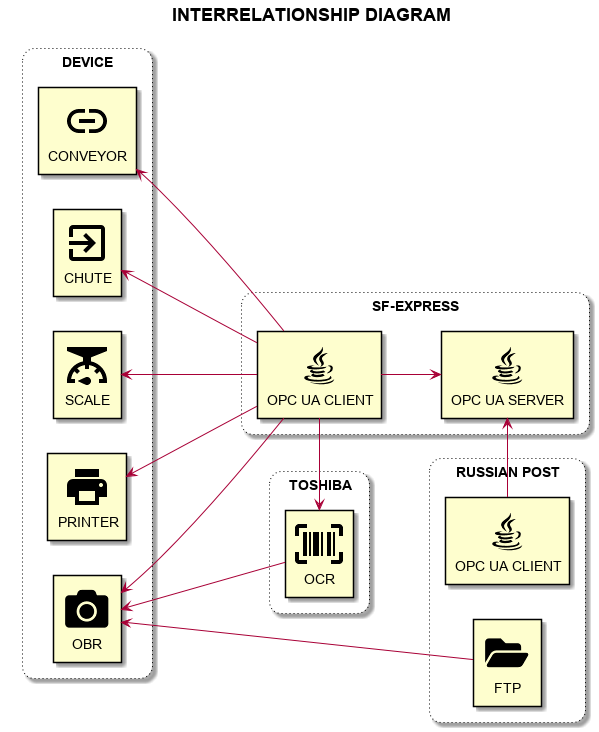 INTERRELATIONSHIP DIAGRAM
DEVICE
CONVEYOR
CHUTE
SCALE
PRINTER
OBR
SF-EXPRESS
OPC UA CLIENT
OPC UA SERVER
TOSHIBA
OCR
RUSSIAN POST
OPC UA CLIENT
FTP